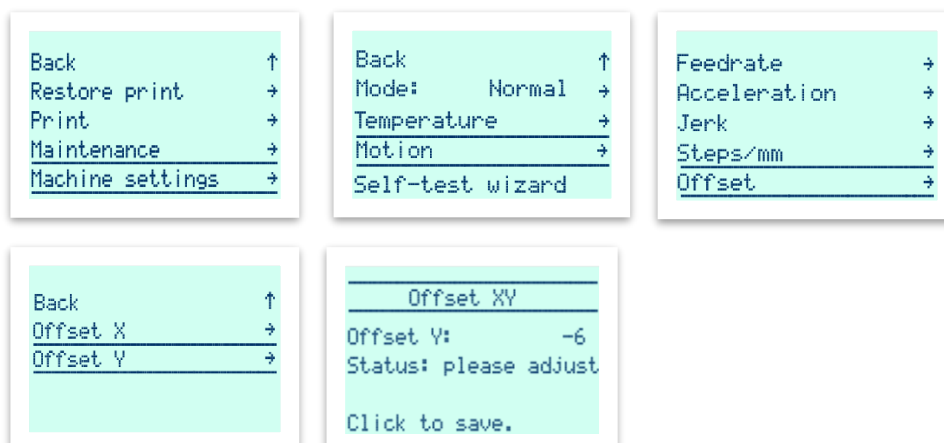 Back ↑
Restore print →
Print →
Maintenance →
Machine settings →
Back ↑
Mode: Normal →
Temperature →
Motion →
Self-test wizard
Feedrate →
Acceleration →
Jerk →
Steps/mm →
Offset →
Back ↑
Offset X →
Offset Y →
Offset XY
Offset Y: -6
Status: please adjust
Click to save.